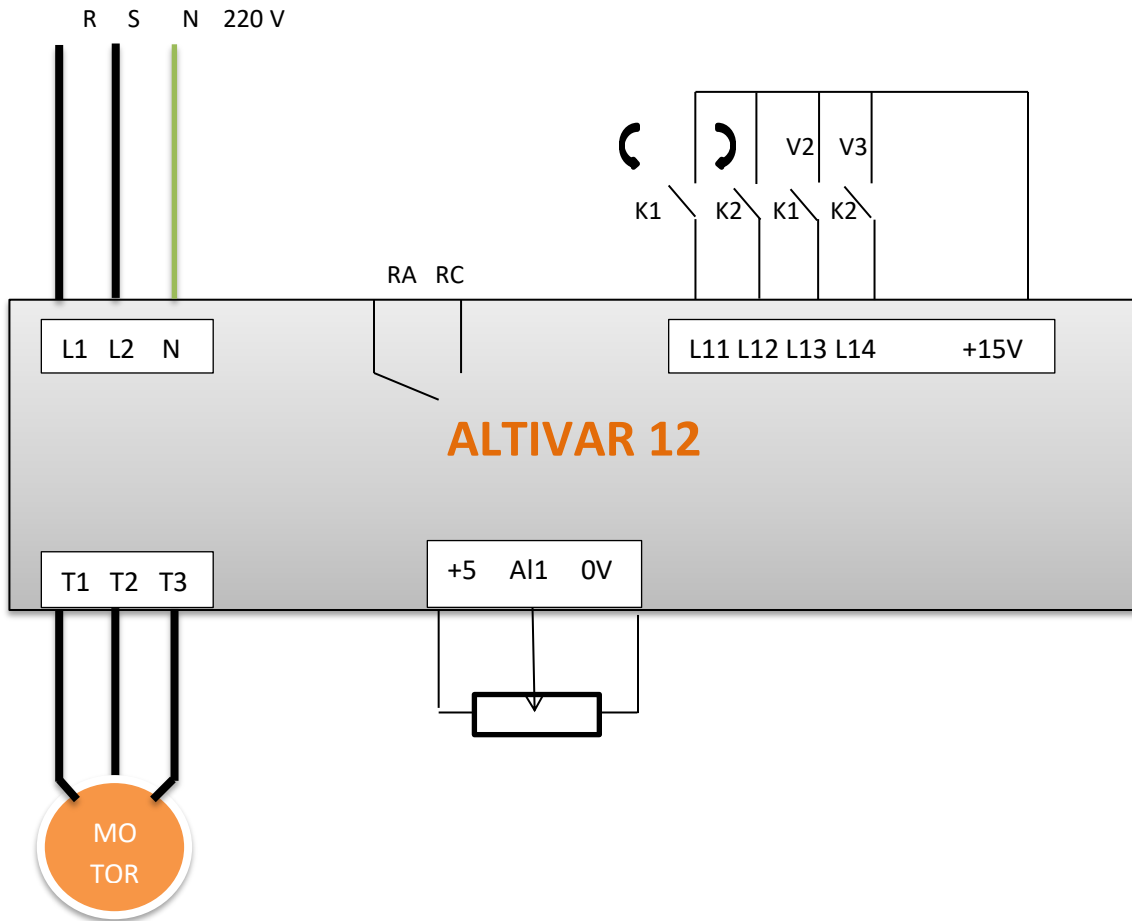 R S N 220 V
V2 V3
K1 K2 K1 K2
RA RC
L1 L2 N
L11 L12 L13 L14 +15V
ALTIVAR 12
T1 T2 T3
+5 Al1 0V
MO
TOR